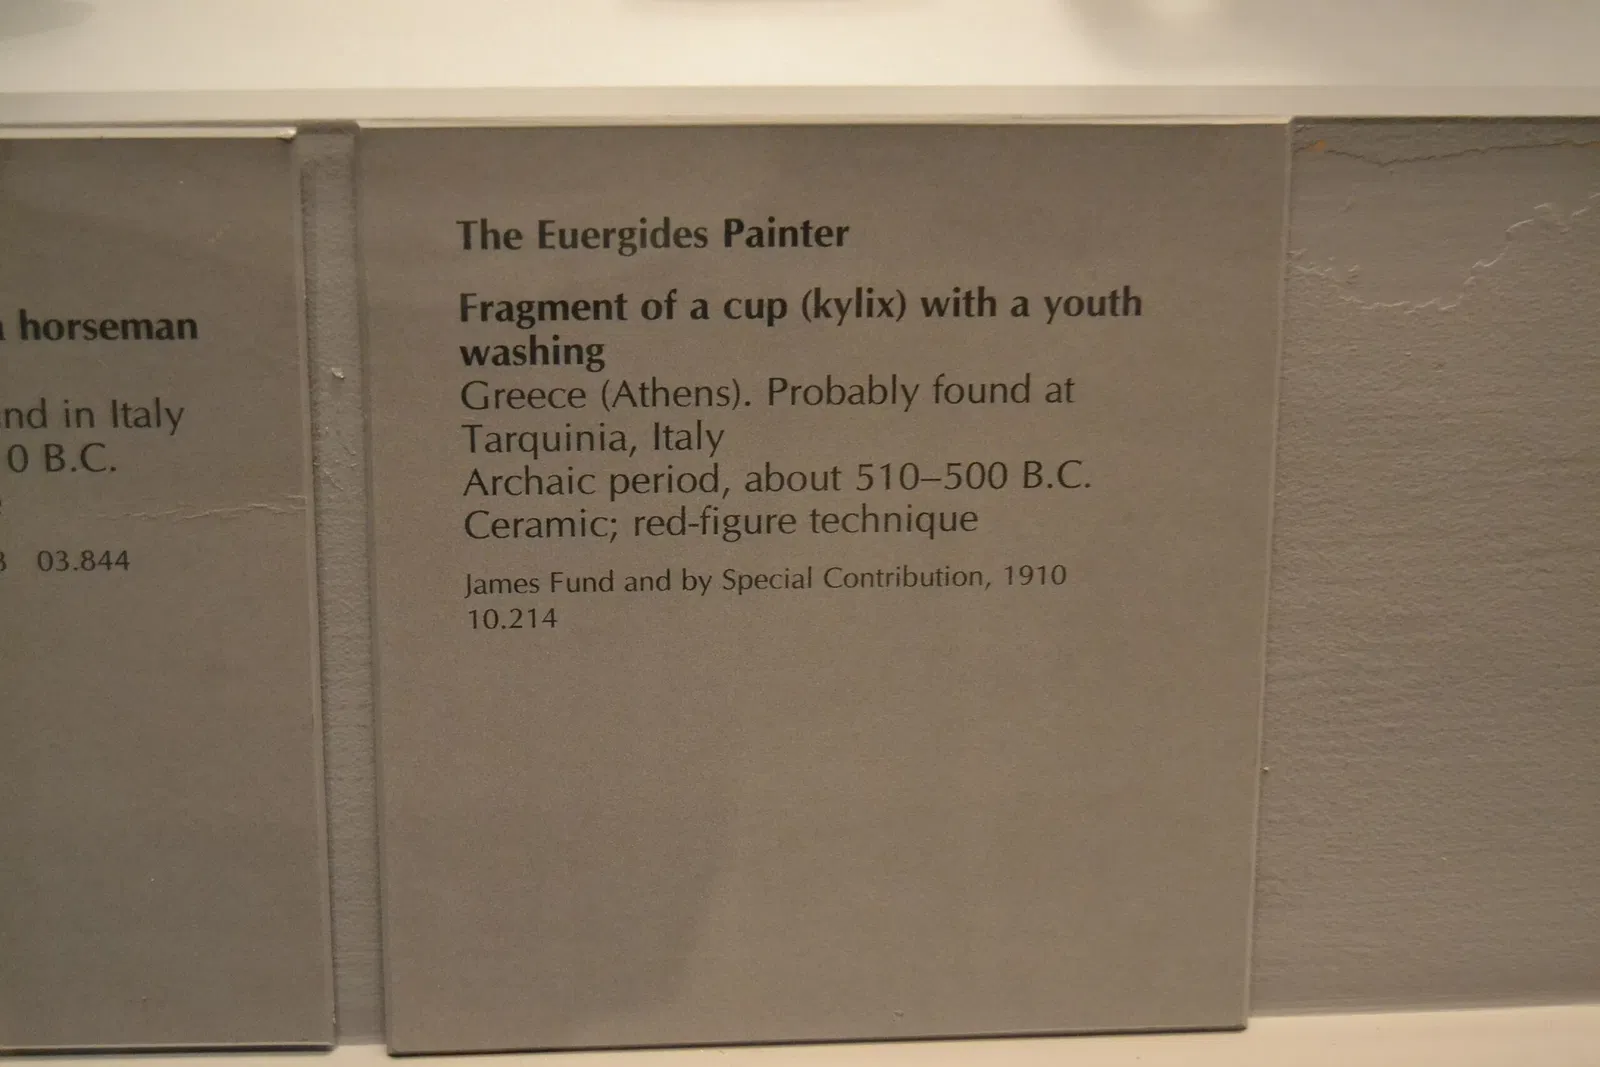 horseman
in Italy
0 B.C.
03.844
The Euergides Painter
Fragment of a cup (kylix) with a youth
washing
Greece (Athens). Probably found at
Tarquinia, Italy
Archaic period, about 510–500 B.C.
Ceramic; red-figure technique
James Fund and by Special Contribution, 1910
10.214